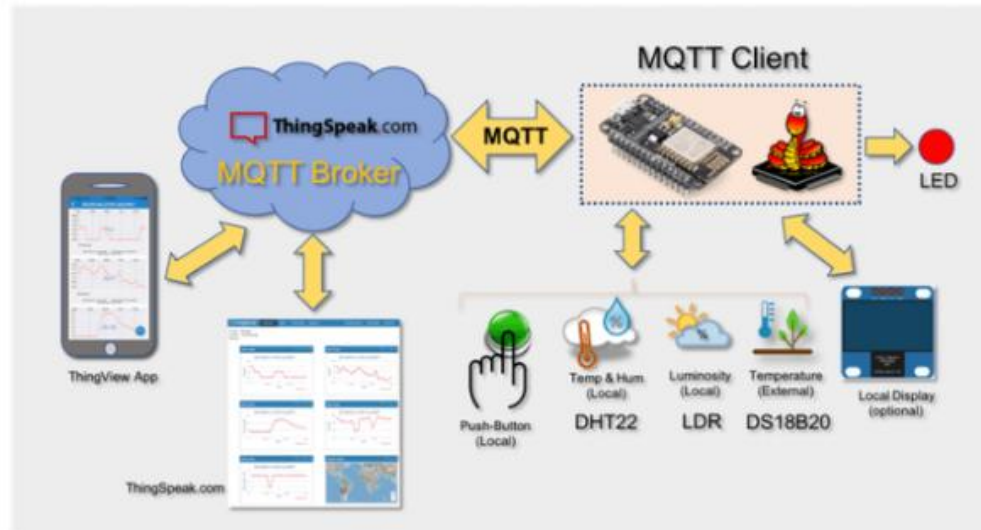 MQTT Client
ThingSpeak.com
MQTT Broker
MQTT
LED
ThingView App
ThingSpeak.com
Push-Button
(Local)
Temp & Hum
(Local)
DHT22
Luminosity
(Local)
LDR
Temperature
(External)
DS18B20
Local Display
(optional)
%